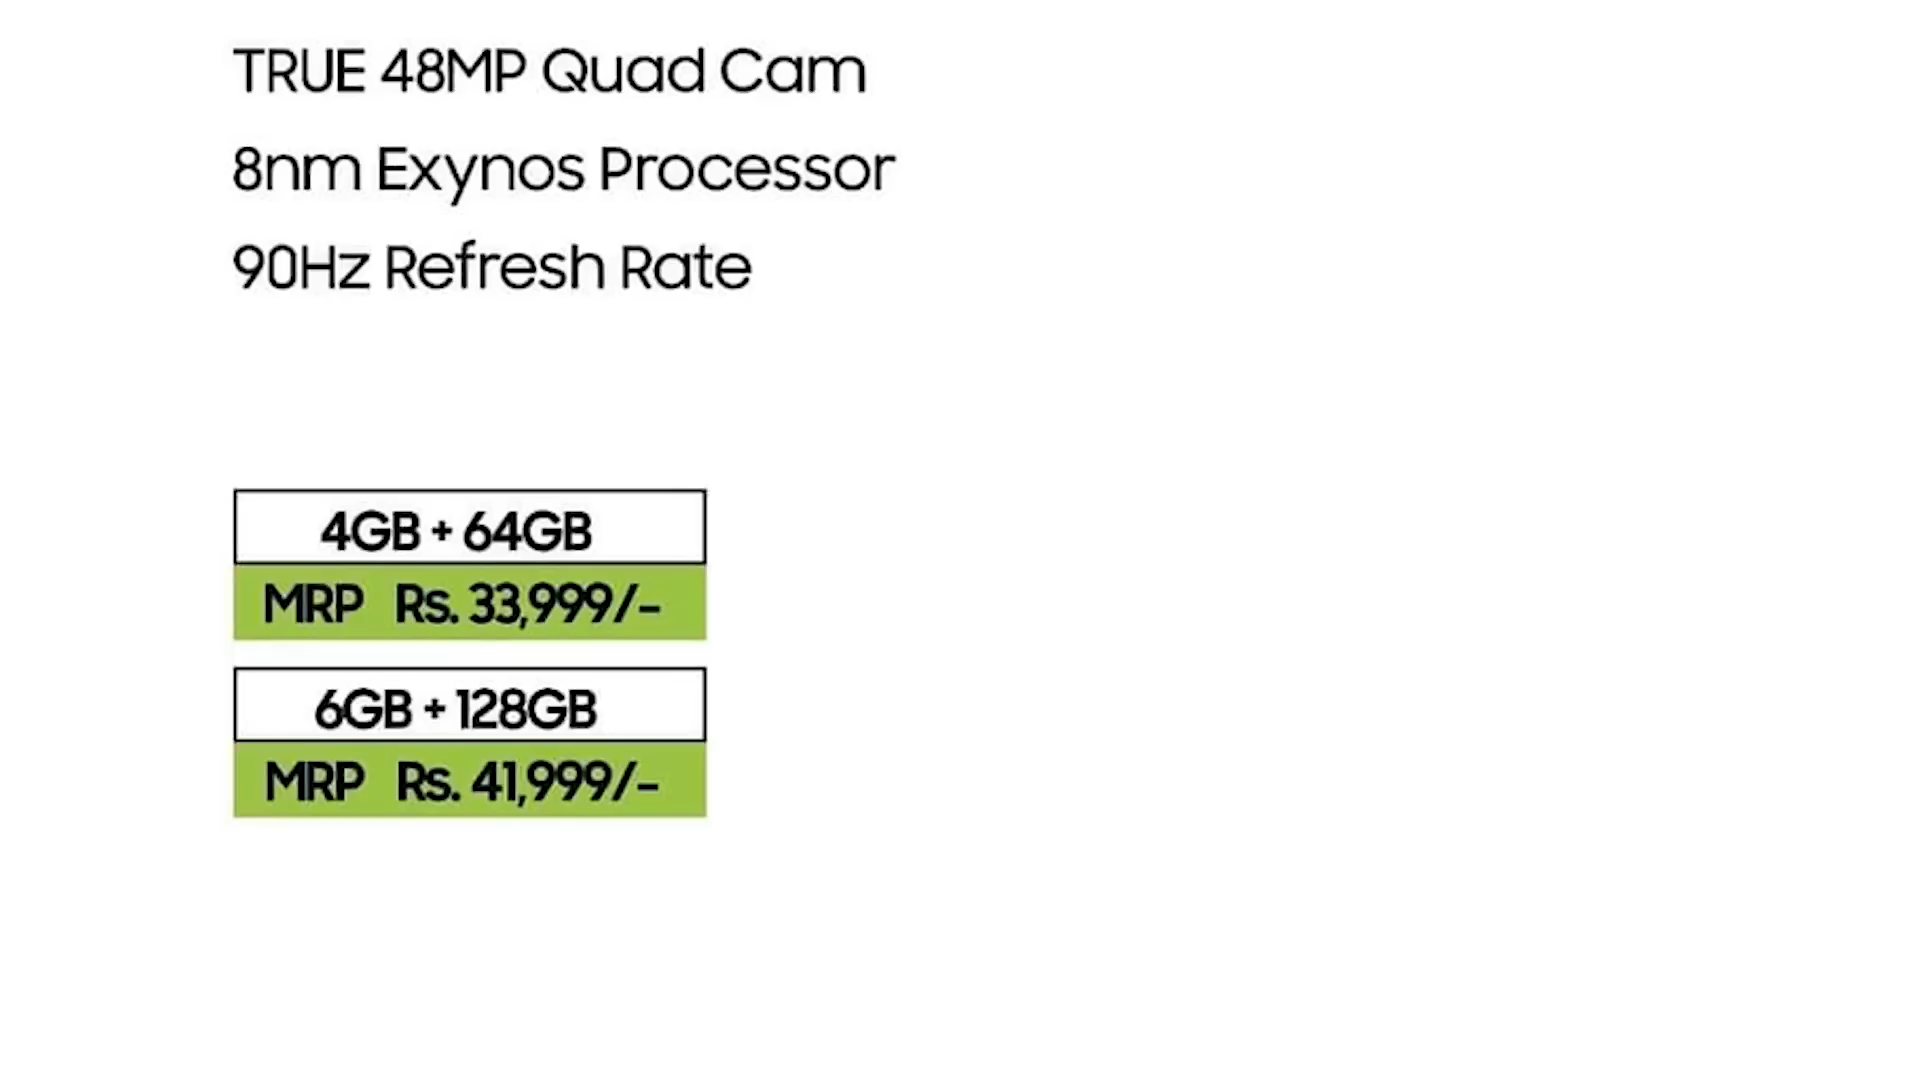 TRUE 48MP Quad Cam
8nm Exynos Processor
90Hz Refresh Rate
4GB + 64GB
MRP Rs. 33,999/-
6GB + 128GB
MRP Rs. 41,999/-